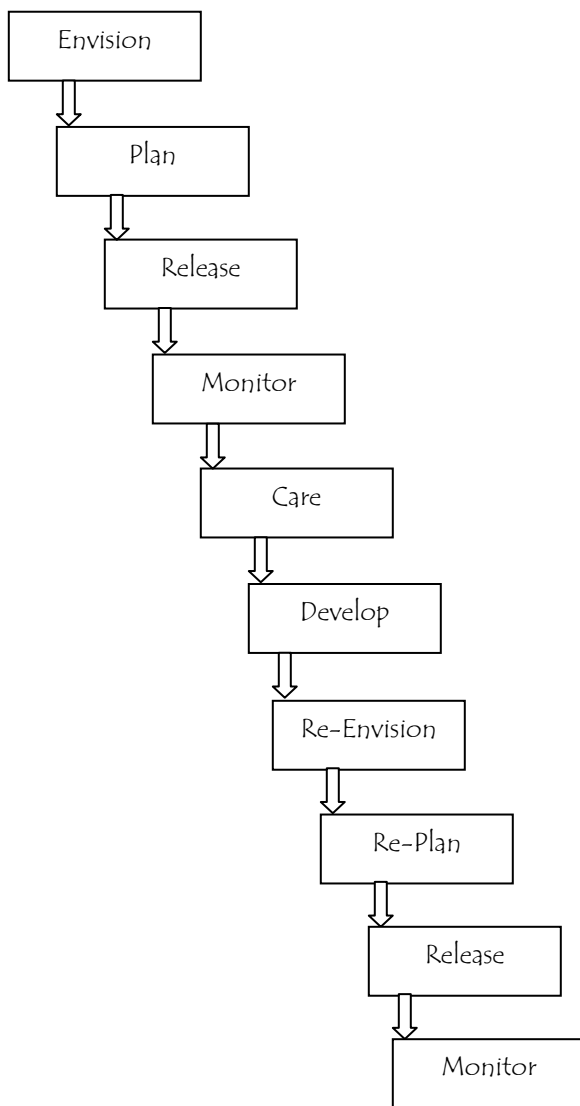 Envision
Plan
Release
Monitor
Care
Develop
Re-Envision
Re-Plan
Release
Monitor